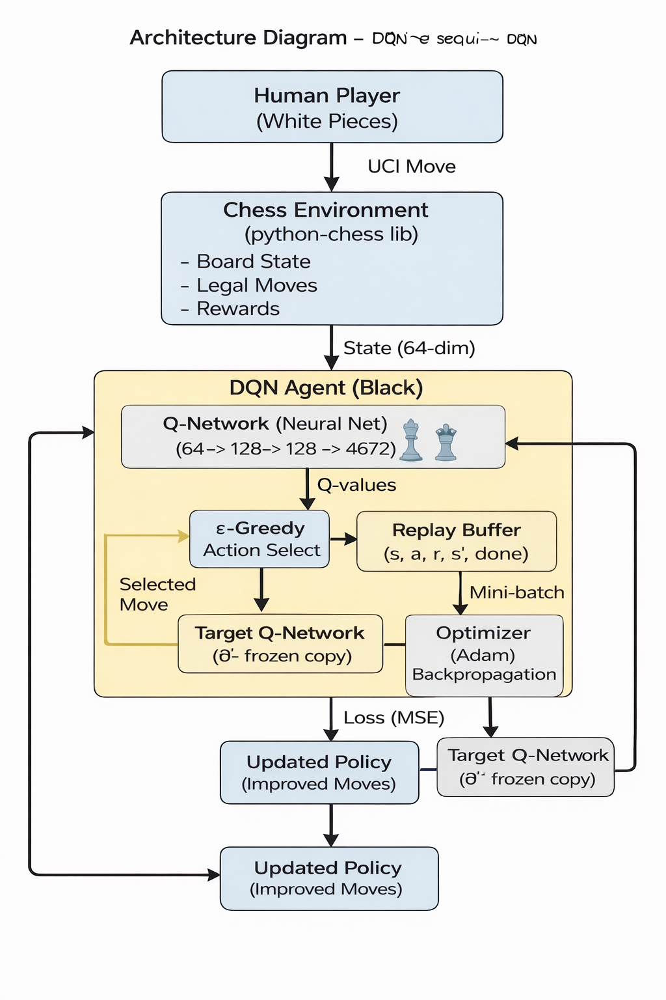 Architecture Diagram – DQN DQN
Human Player
(White Pieces)
UCI Move
Chess Environment
(python-chess lib)
- Board State
- Legal Moves
- Rewards
State (64-dim)
DQN Agent (Black)
Q-Network (Neural Net)
(64–> 128–> 128 –> 4672)
Q-values
ε-Greedy
Action Select
Replay Buffer
(s, a, r, s', done)
Selected
Move
Mini-batch
Target Q-Network
(∂'- frozen copy)
Optimizer
(Adam)
Backpropagation
Loss (MSE)
Updated Policy
(Improved Moves)
Target Q-Network
frozen copy)
Updated Policy
(Improved Moves)